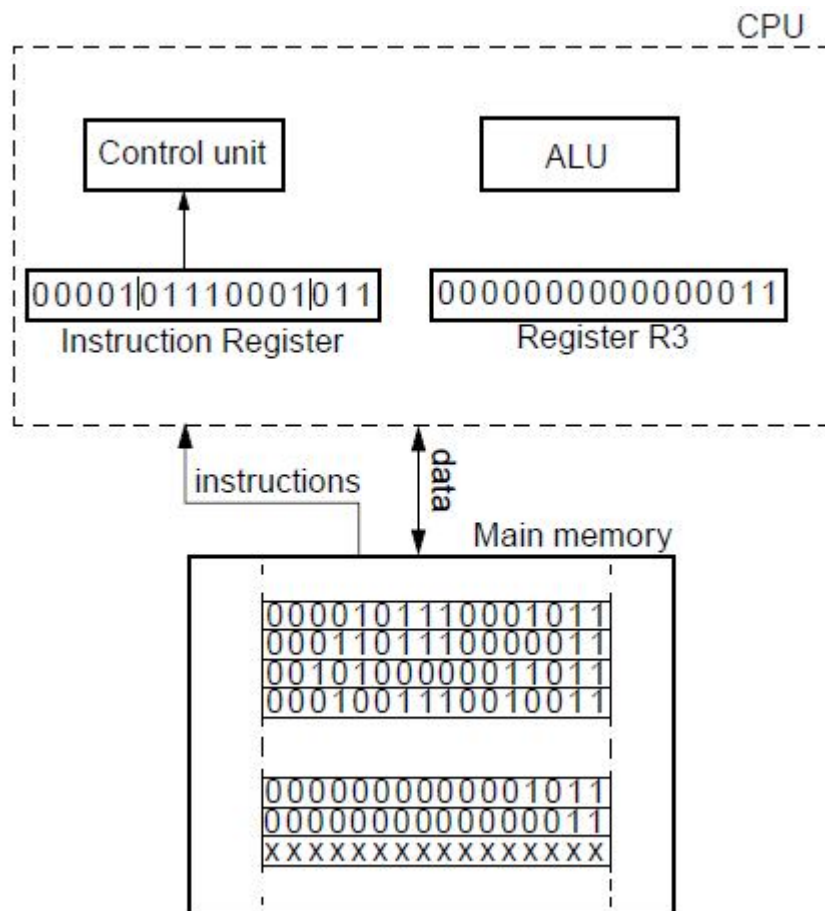 CPU
Control unit
ALU
00001|01110001|011
0000000000000011
Instruction Register
Register R3
instructions
data
Main memory
0000101110001011
0001101110000011
0010100000011011
0001001110010011
0000000000001011
0000000000000011
XXXXXXXXXXXXXXXX